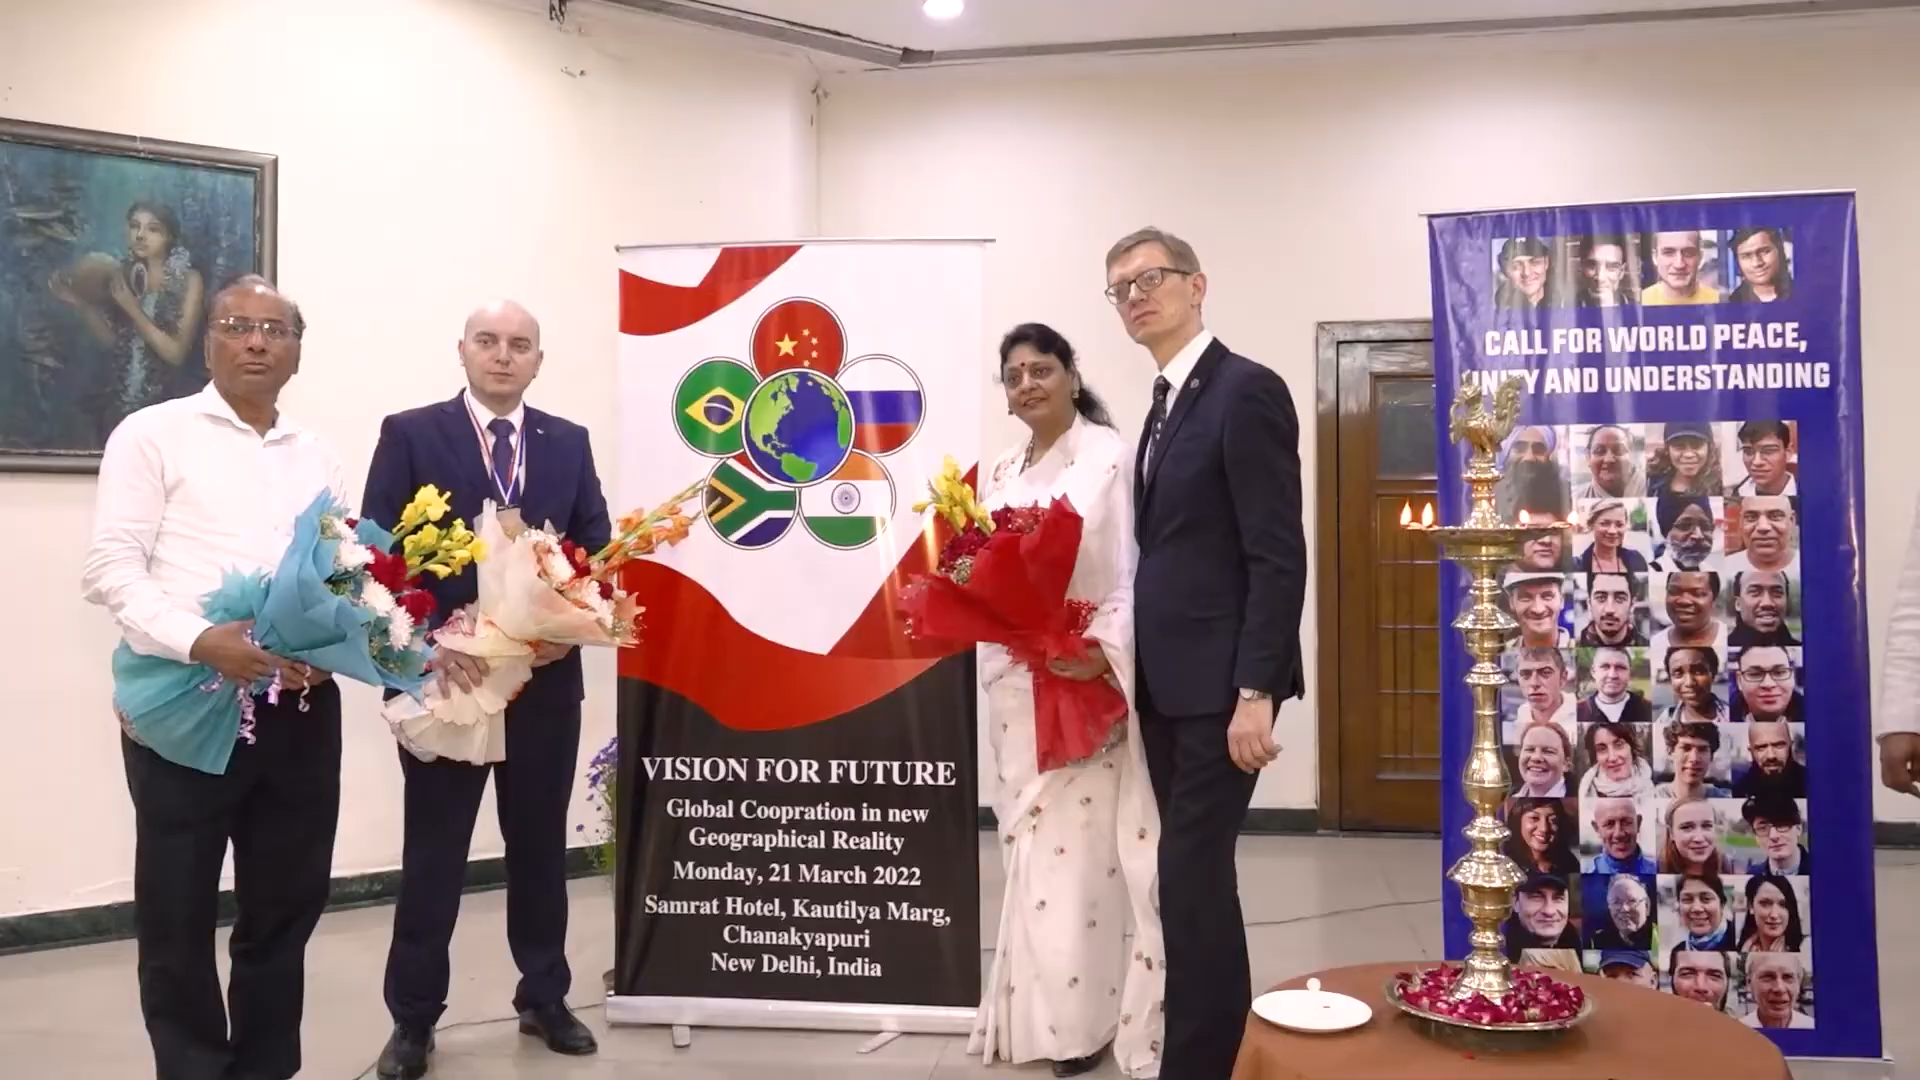 VISION FOR FUTURE
Global Coopration in new
Geographical Reality
Monday, 21 March 2022
Samrat Hotel, Kautilya Marg,
Chanakyapuri
New Delhi, India
CALL FOR WORLD PEACE,
UNITY AND UNDERSTANDING